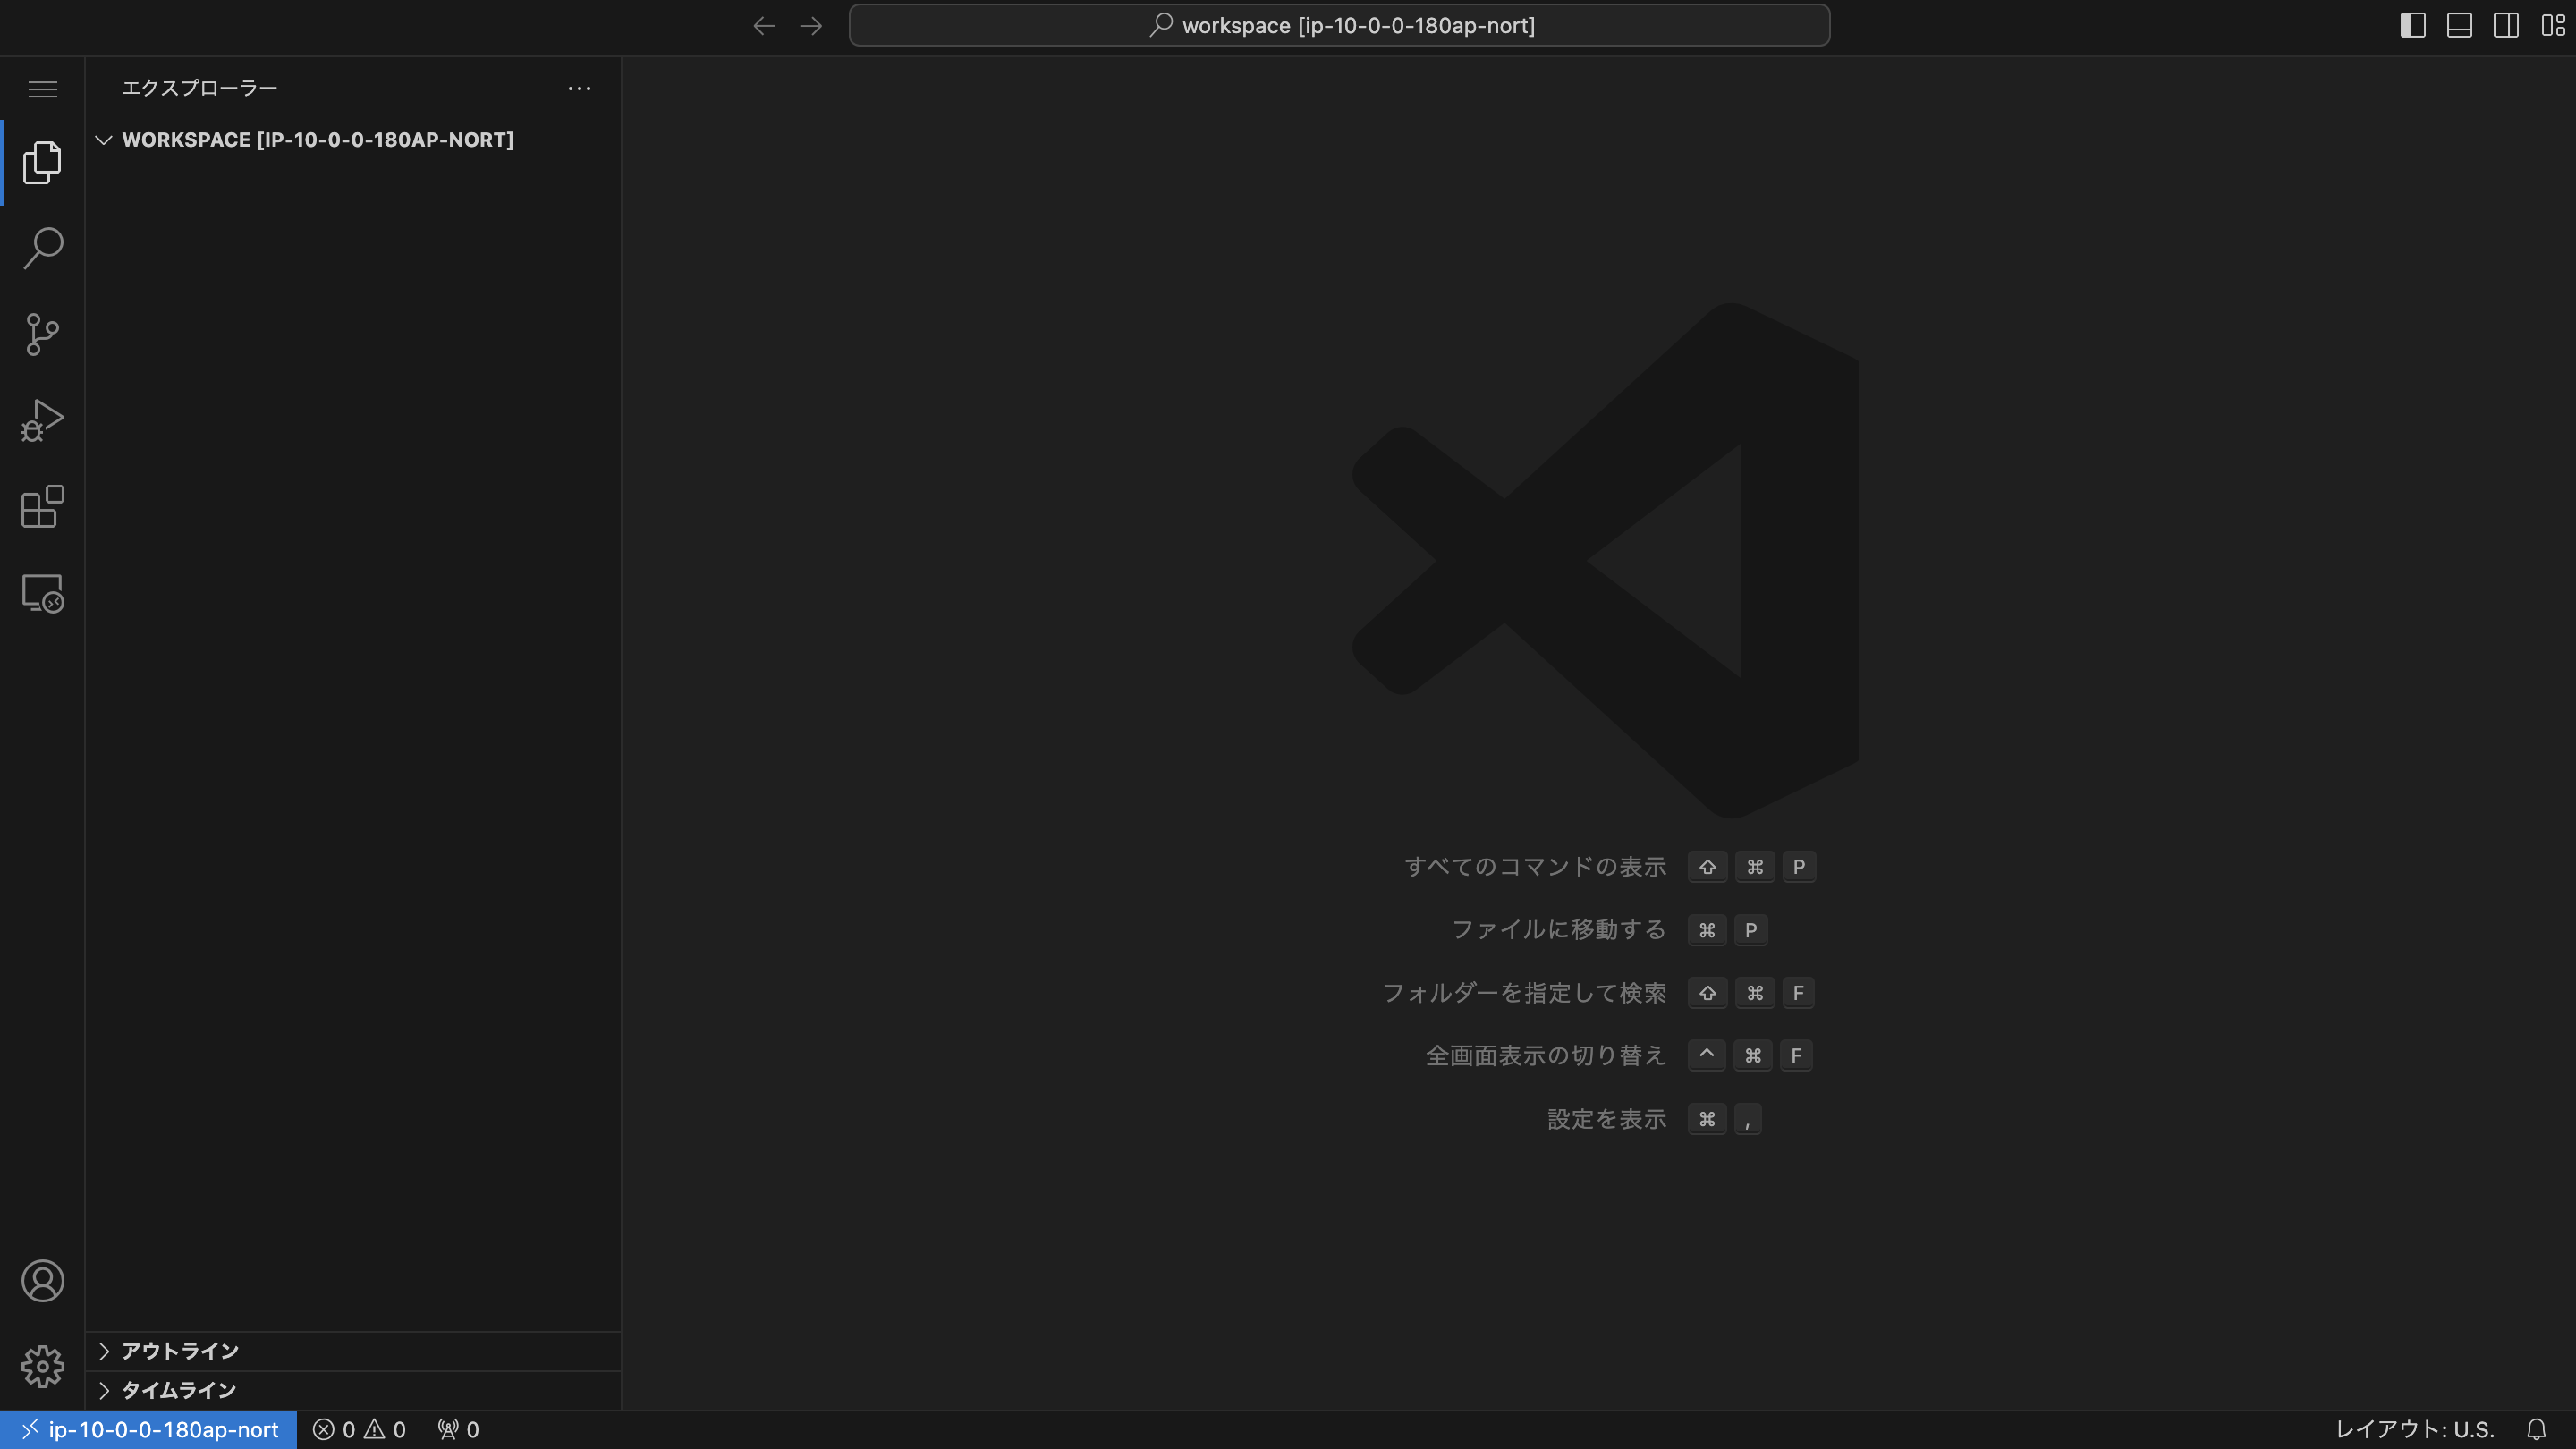 workspace [ip-10-0-0-180ap-nort]
エクスプローラー
WORKSPACE [IP-10-0-0-180AP-NORT]
すべてのコマンドの表示 ⇧ ⌘ P
ファイルに移動する ⌘ P
フォルダーを指定して検索 ⇧ ⌘ F
全画面表示の切り替え ^ ⌘ F
設定を表示 ⌘ ,
アウトライン
タイムライン
ip-10-0-0-180ap-nort 0 0 0 レイアウト: U.S.